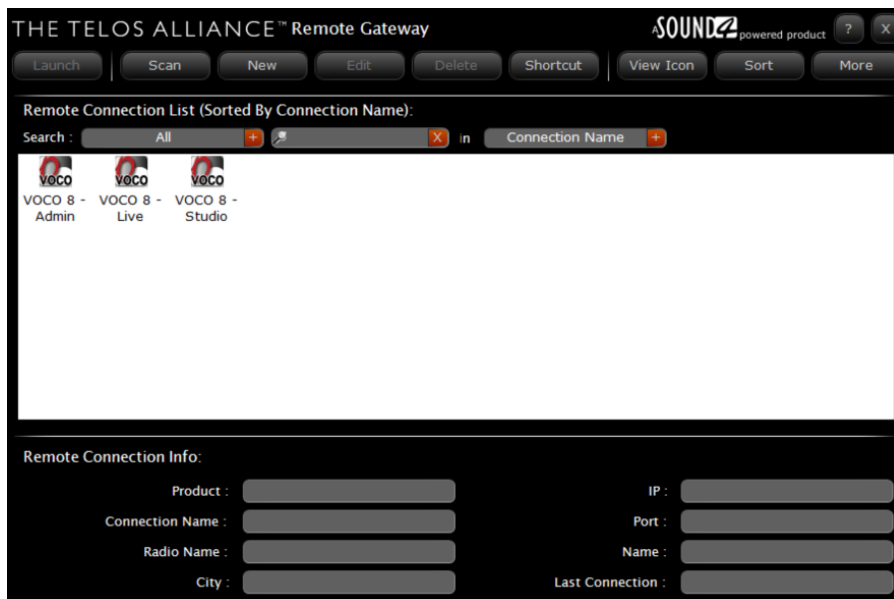 THE TELOS ALLIANCE™ Remote Gateway
A SOUND4 powered product ? X
Launch Scan New Edit Delete Shortcut View Icon Sort More
Remote Connection List (Sorted By Connection Name):
Search : All + X in Connection Name +
VOCO VOCO VOCO
VOCO 8 - VOCO 8 - VOCO 8 -
Admin Live Studio
Remote Connection Info:
Product : IP :
Connection Name : Port :
Radio Name : Name :
City : Last Connection :